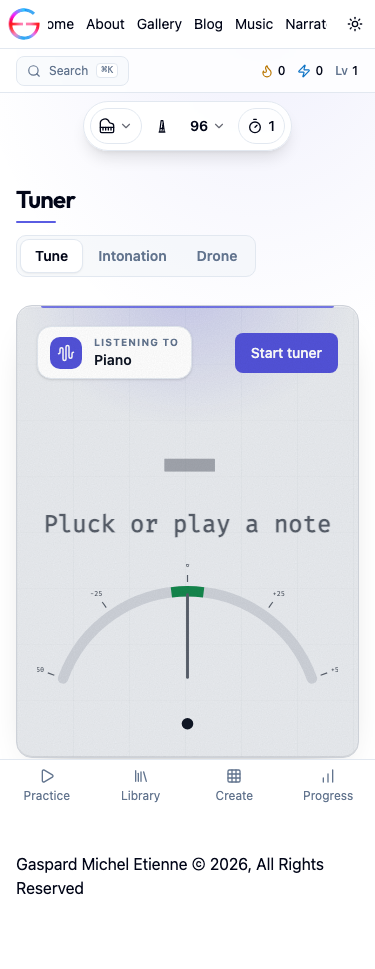 ome About Gallery Blog Music Narrat
Search ⌘K 0 0 Lv 1
96 1
Tuner
Tune Intonation Drone
LISTENING TO
Piano
Start tuner
Pluck or play a note
-25 0 +25
50 +5
Practice Library Create Progress
Gaspard Michel Etienne © 2026, All Rights
Reserved